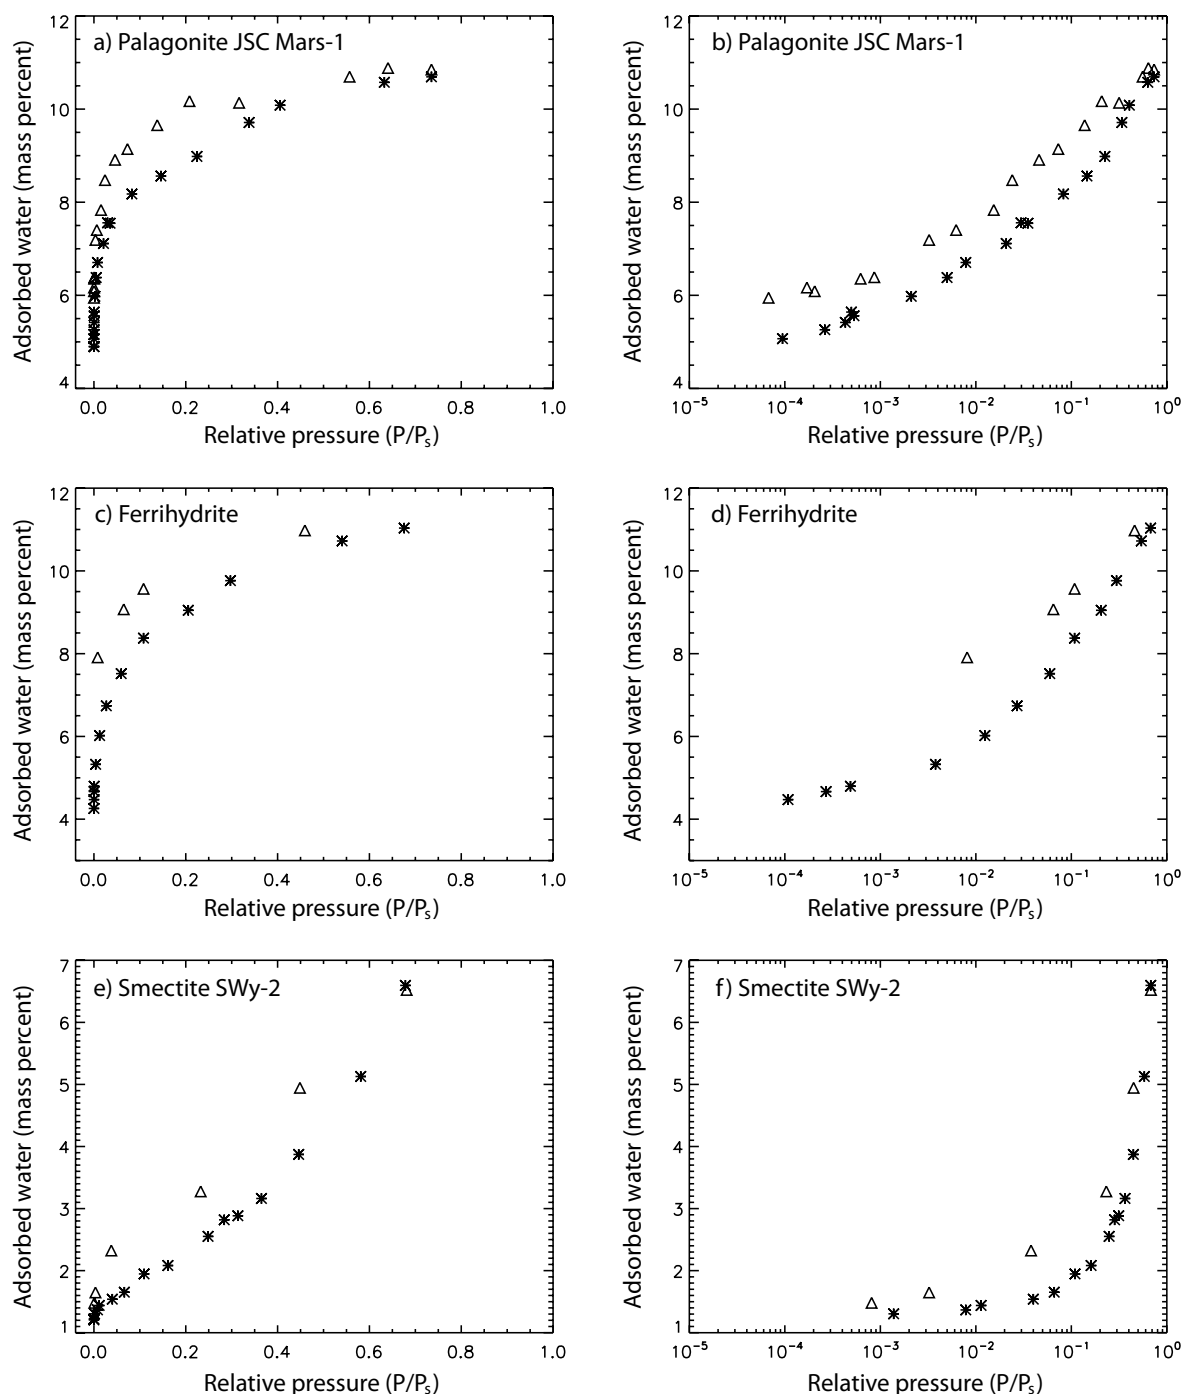 a) Palagonite JSC Mars-1
12
10
8
6
4
Adsorbed water (mass percent)
0.0 0.2 0.4 0.6 0.8 1.0
Relative pressure (P/Pₛ)
b) Palagonite JSC Mars-1
12
10
8
6
4
Adsorbed water (mass percent)
10⁻⁵ 10⁻⁴ 10⁻³ 10⁻² 10⁻¹ 10⁰
Relative pressure (P/Pₛ)
c) Ferrihydrite
12
10
8
6
4
Adsorbed water (mass percent)
0.0 0.2 0.4 0.6 0.8 1.0
Relative pressure (P/Pₛ)
d) Ferrihydrite
12
10
8
6
4
Adsorbed water (mass percent)
10⁻⁵ 10⁻⁴ 10⁻³ 10⁻² 10⁻¹ 10⁰
Relative pressure (P/Pₛ)
e) Smectite SWy-2
7
6
5
4
3
2
1
Adsorbed water (mass percent)
0.0 0.2 0.4 0.6 0.8 1.0
Relative pressure (P/Pₛ)
f) Smectite SWy-2
7
6
5
4
3
2
1
Adsorbed water (mass percent)
10⁻⁵ 10⁻⁴ 10⁻³ 10⁻² 10⁻¹ 10⁰
Relative pressure (P/Pₛ)